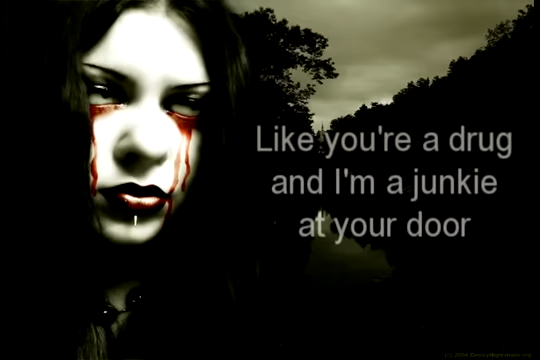 Like you're a drug
and I'm a junkie
at your door